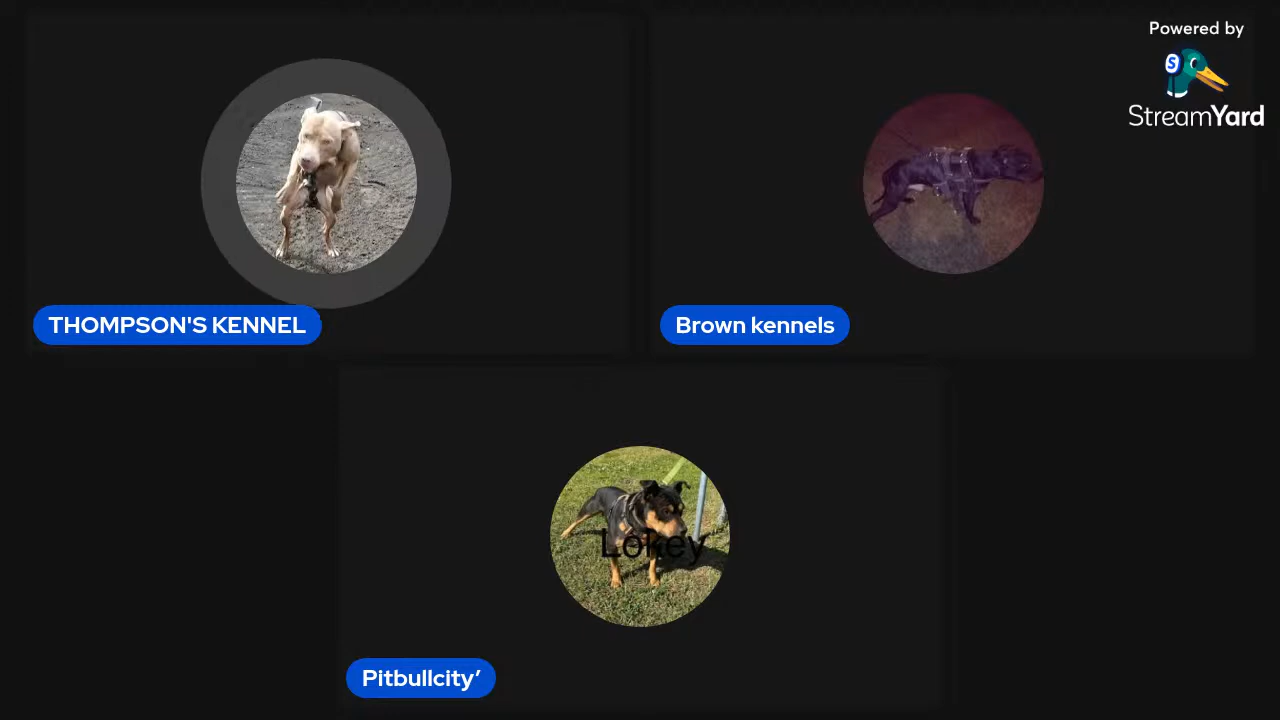 Powered by
S
StreamYard
THOMPSON'S KENNEL
Brown kennels
Lokey
Pitbullcity’